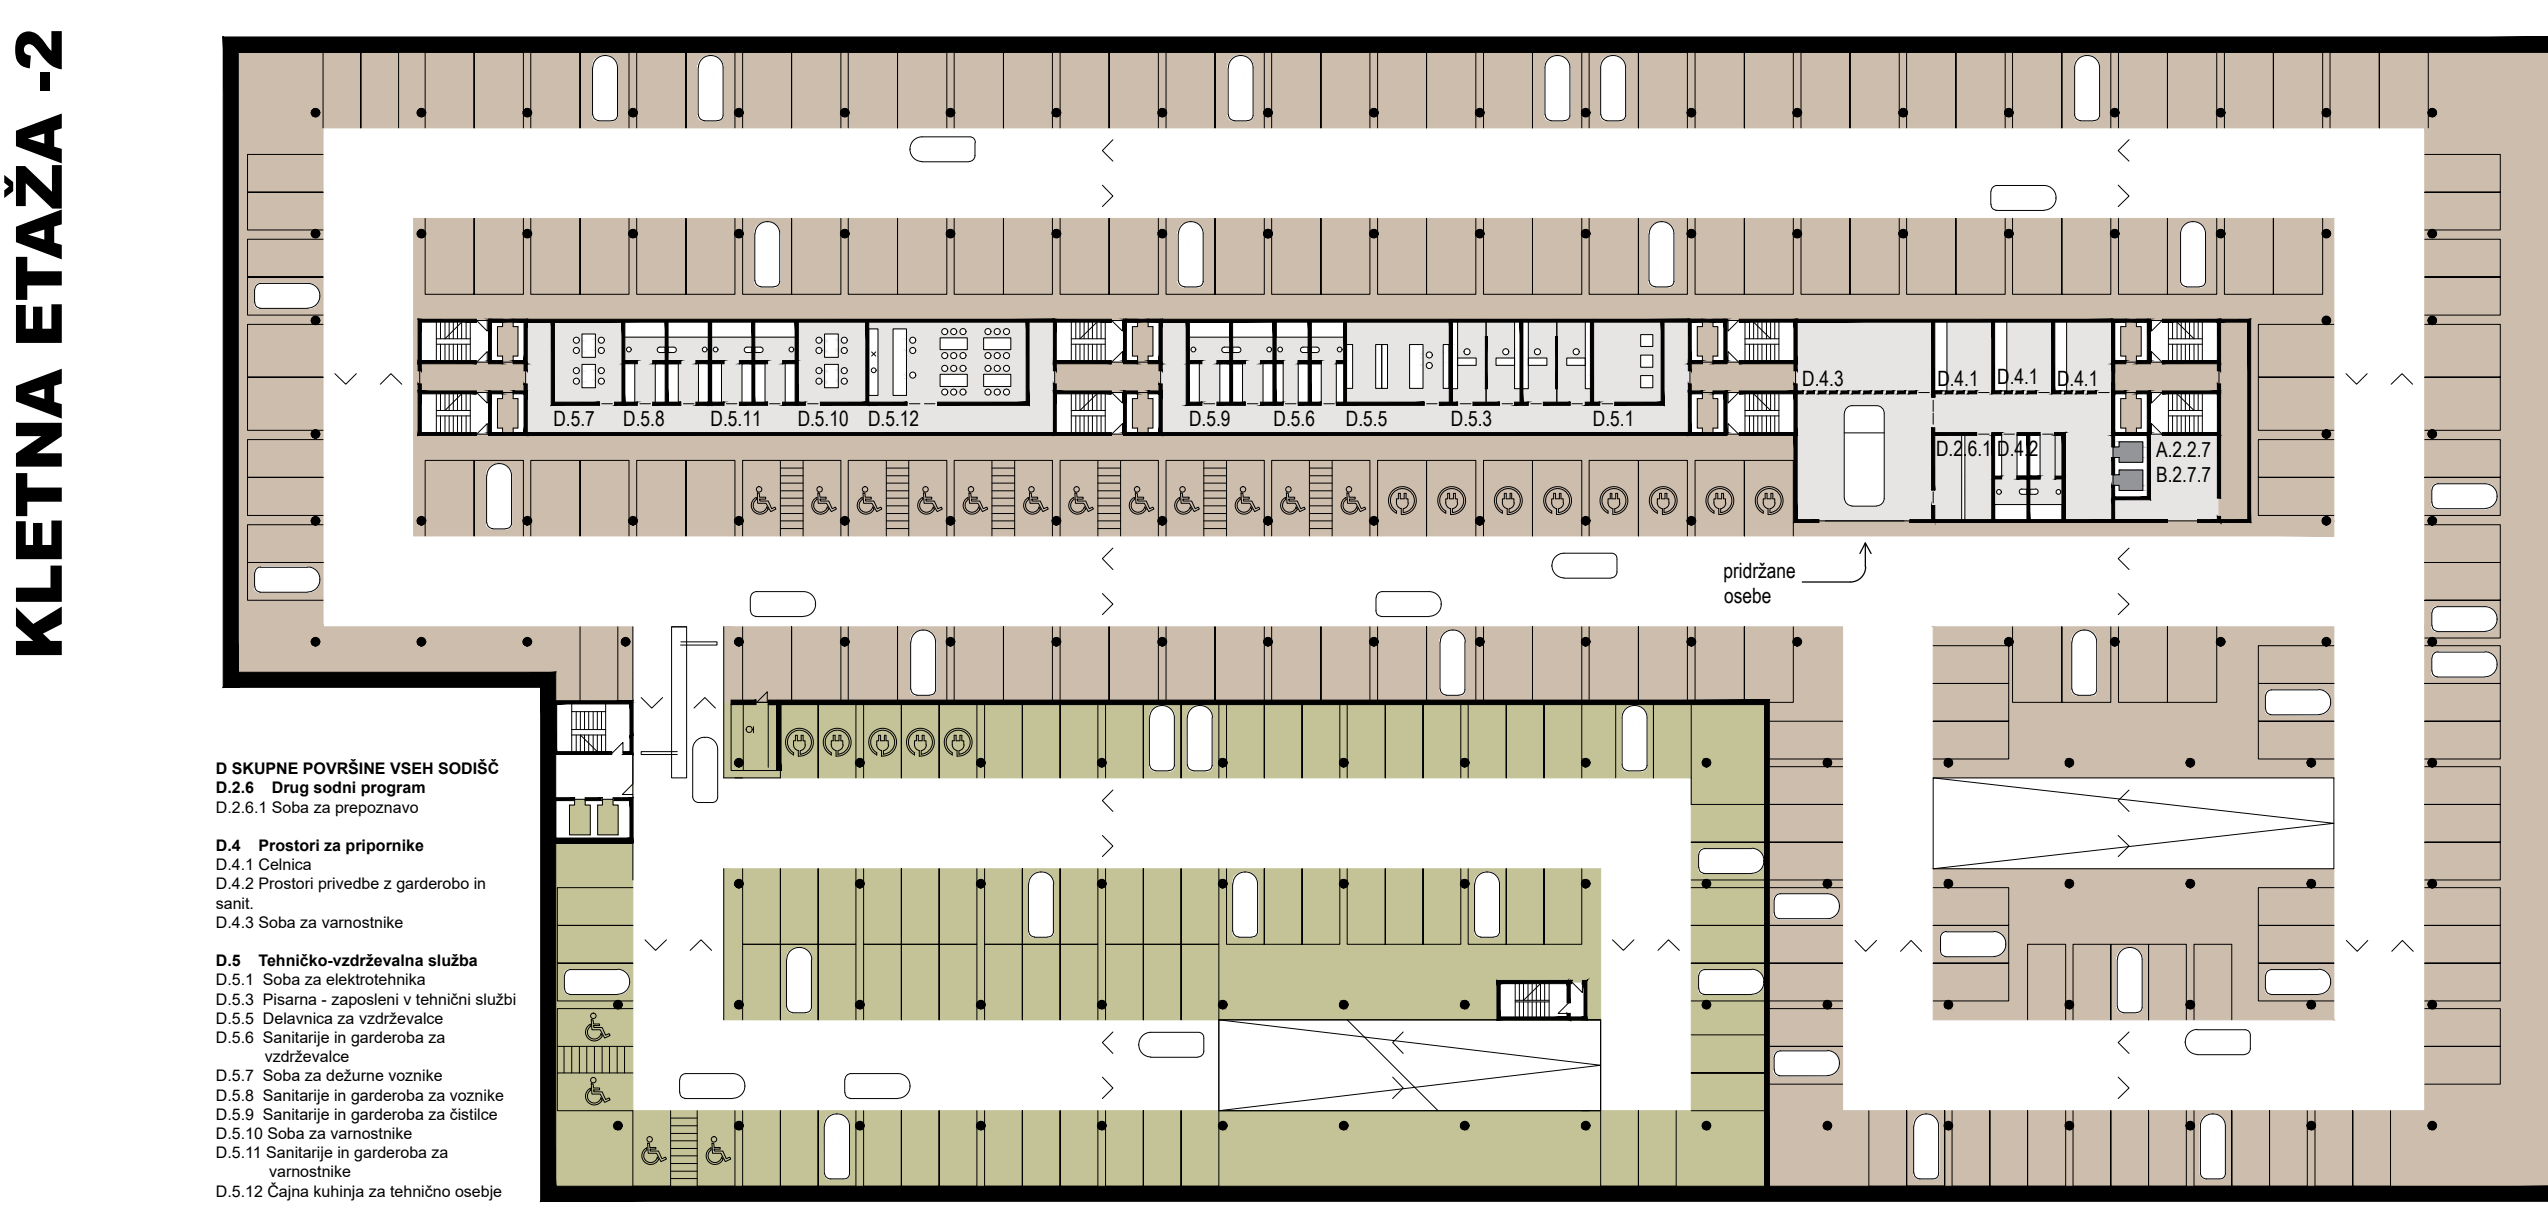 KLETNA ETAŽA -2
D.4.3
D.4.1
D.4.1
D.4.1
D.5.7
D.5.8
D.5.11
D.5.10
D.5.12
D.5.9
D.5.6
D.5.5
D.5.3
D.5.1
D.2.6.1
D.4.2
A.2.2.7
B.2.7.7
pridržane
osebe
D SKUPNE POVRŠINE VSEH SODIŠČ
D.2.6 Drug sodni program
D.2.6.1 Soba za prepoznavo
D.4 Prostori za pripornike
D.4.1 Celnica
D.4.2 Prostori privedbe z garderobo in
sanit.
D.4.3 Soba za varnostnike
D.5 Tehničko-vzdrževalna služba
D.5.1 Soba za elektrotehnika
D.5.3 Pisarna - zaposleni v tehnični službi
D.5.5 Delavnica za vzdrževalce
D.5.6 Sanitarije in garderoba za
vzdrževalce
D.5.7 Soba za dežurne voznike
D.5.8 Sanitarije in garderoba za voznike
D.5.9 Sanitarije in garderoba za čistilce
D.5.10 Soba za varnostnike
D.5.11 Sanitarije in garderoba za
varnostnike
D.5.12 Čajna kuhinja za tehnično osebje